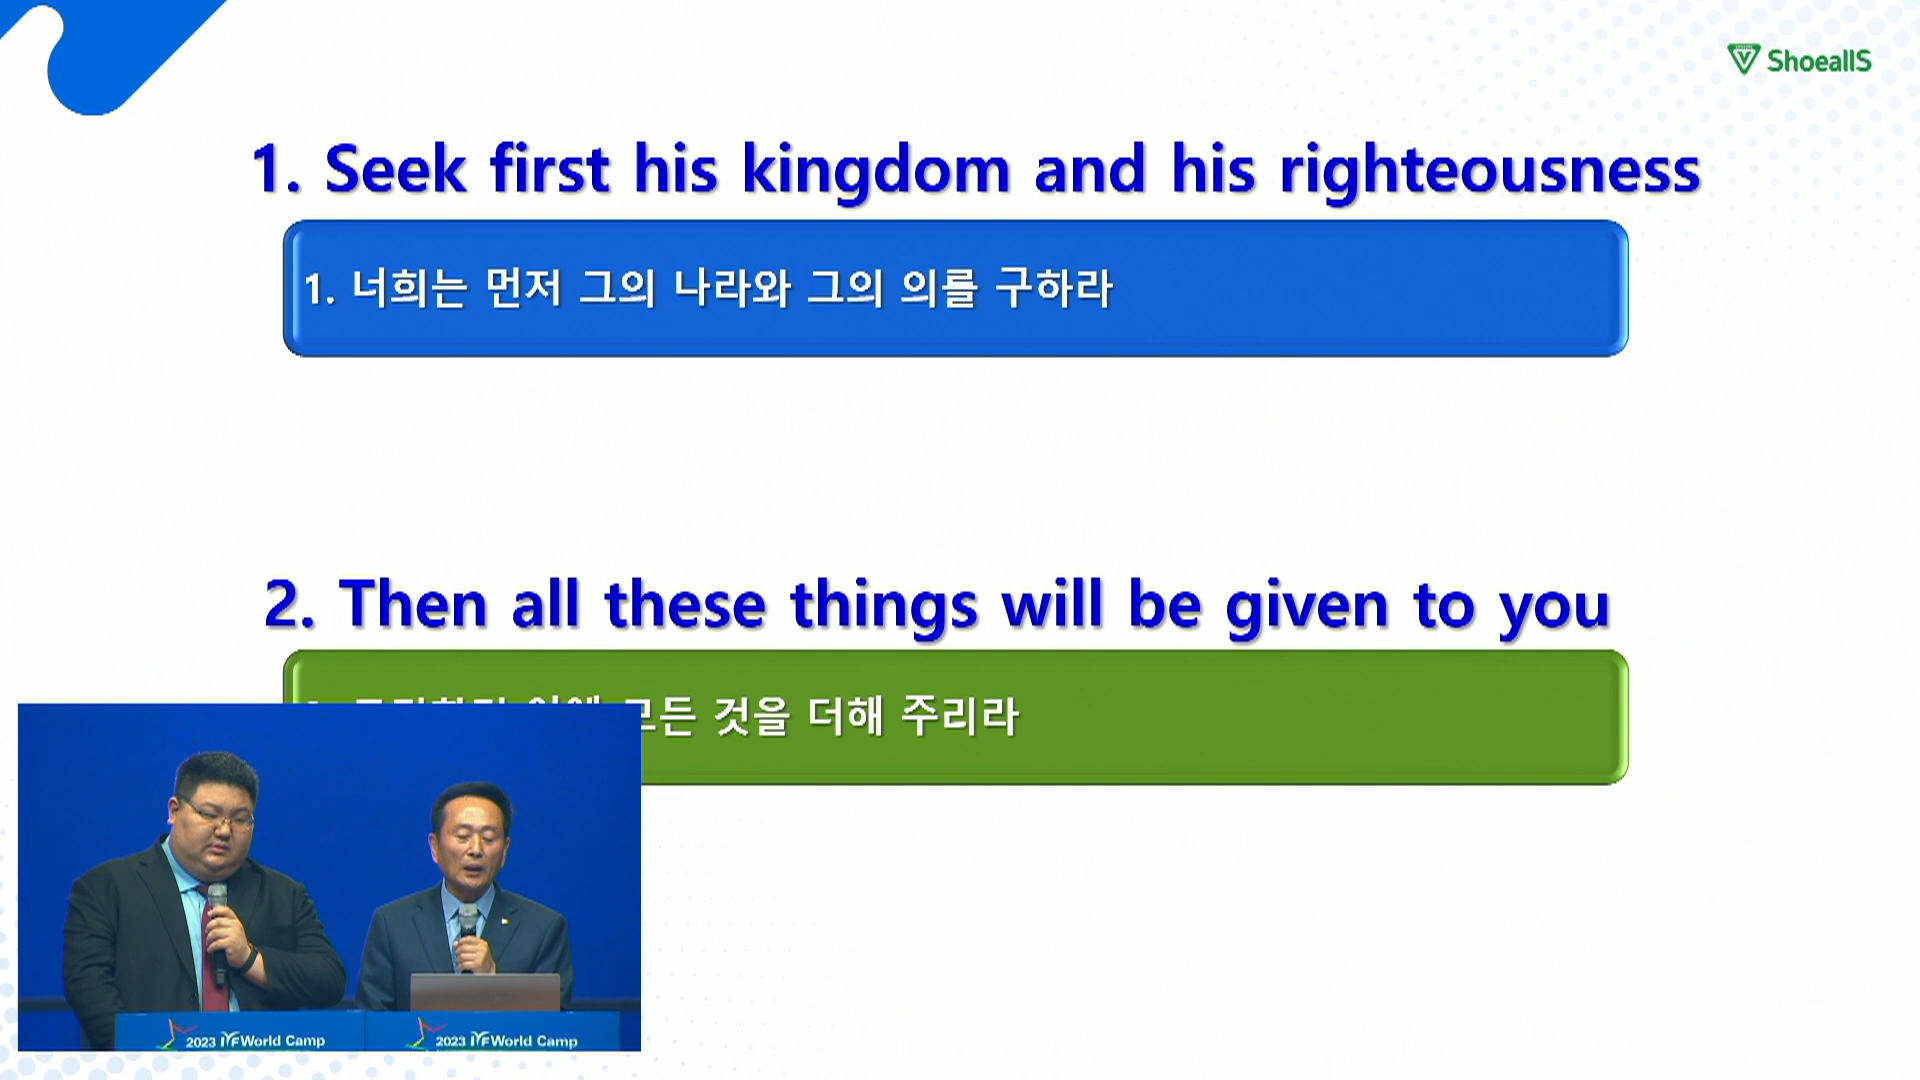 ShoeallS
1. Seek first his kingdom and his righteousness
1. 너희는 먼저 그의 나라와 그의 의를 구하라
2. Then all these things will be given to you
모든 것을 더해 주리라
2023 IYF World Camp
2023 IYF World Camp